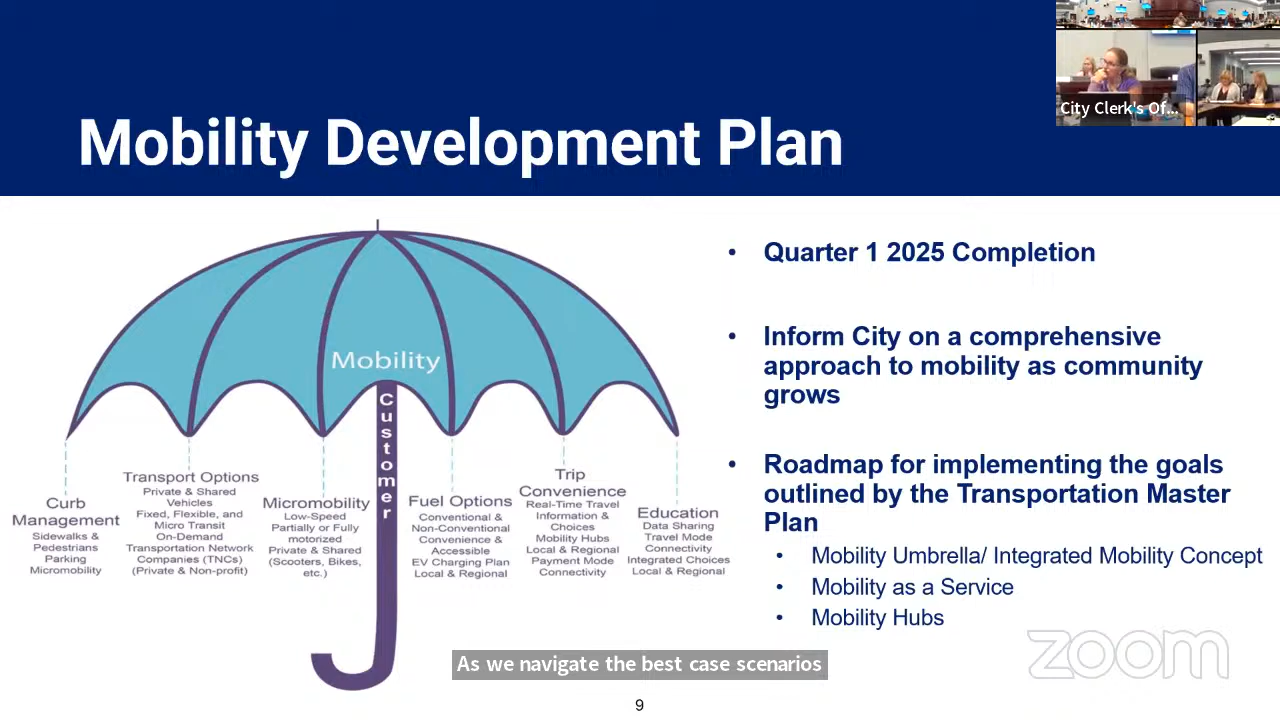 City Clerk's Of...
Mobility Development Plan
Mobility
Customer
Curb
Management
Sidewalks &
Pedestrians
Parking
Micromobility
Transport Options
Private & Shared
Vehicles
Fixed, Flexible, and
Micro Transit
On-Demand
Transportation Network
Companies (TNCs)
(Private & Non-profit)
Micromobility
Low-Speed
Partially or Fully
motorized
Private & Shared
(Scooters, Bikes,
etc.)
Fuel Options
Conventional &
Non-Conventional
Convenience &
Accessible
EV Charging Plan
Local & Regional
Trip
Convenience
Real-Time Travel
Information &
Choices
Mobility Hubs
Local & Regional
Payment Mode
Connectivity
Education
Data Sharing
Travel Mode
Connectivity
Integrated Choices
Local & Regional
• Quarter 1 2025 Completion
• Inform City on a comprehensive
approach to mobility as community
grows
• Roadmap for implementing the goals
outlined by the Transportation Master
Plan
• Mobility Umbrella/ Integrated Mobility Concept
• Mobility as a Service
• Mobility Hubs
zoom
As we navigate the best case scenarios
9